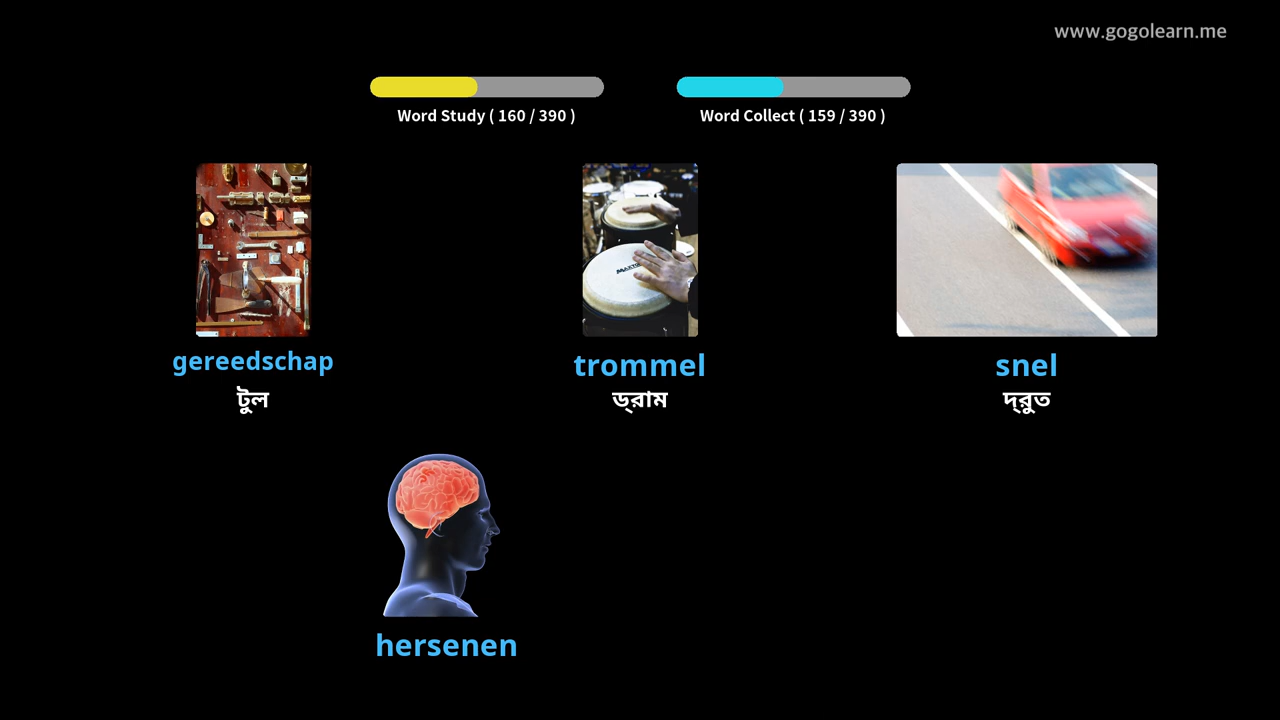 www.gogolearn.me
Word Study ( 160 / 390 )
Word Collect ( 159 / 390 )
gereedschap
trommel
snel
টুল
ড্রাম
দ্রুত
hersenen